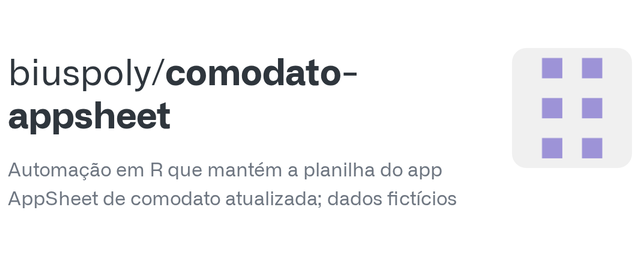 biuspoly/comodato-
appsheet
Automação em R que mantém a planilha do app
AppSheet de comodato atualizada; dados fictícios